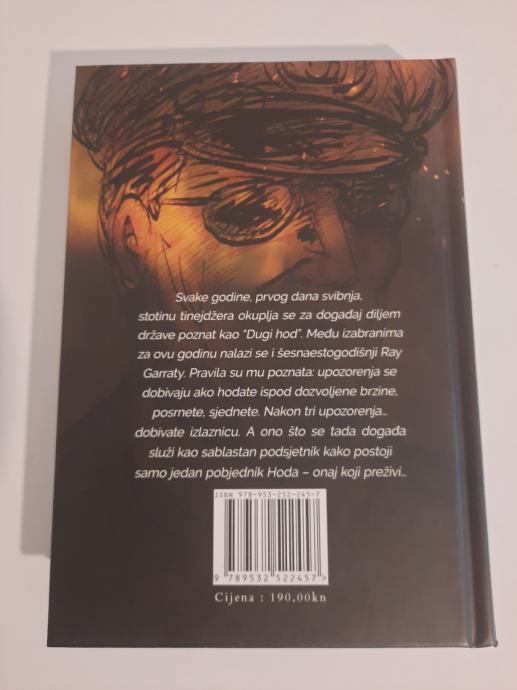 Svake godine, prvog dana svibnja,
stotinu tinejdžera okuplja se za događaj diljem
države poznat kao "Dugi hod". Među izabranima
za ovu godinu nalazi se i šesnaestogodišnji Ray
Garraty. Pravila su mu poznata: upozorenja se
dobivaju ako hodate ispod dozvoljene brzine,
posrnete, sjednete. Nakon tri upozorenja...
dobivate izlaznicu. A ono što se tada događa
služi kao sablastan podsjetnik kako postoji
samo jedan pobjednik Hoda – onaj koji preživi...
ISBN 978-953-252-245-7
9 789532 522457>
Cijena : 190,00kn